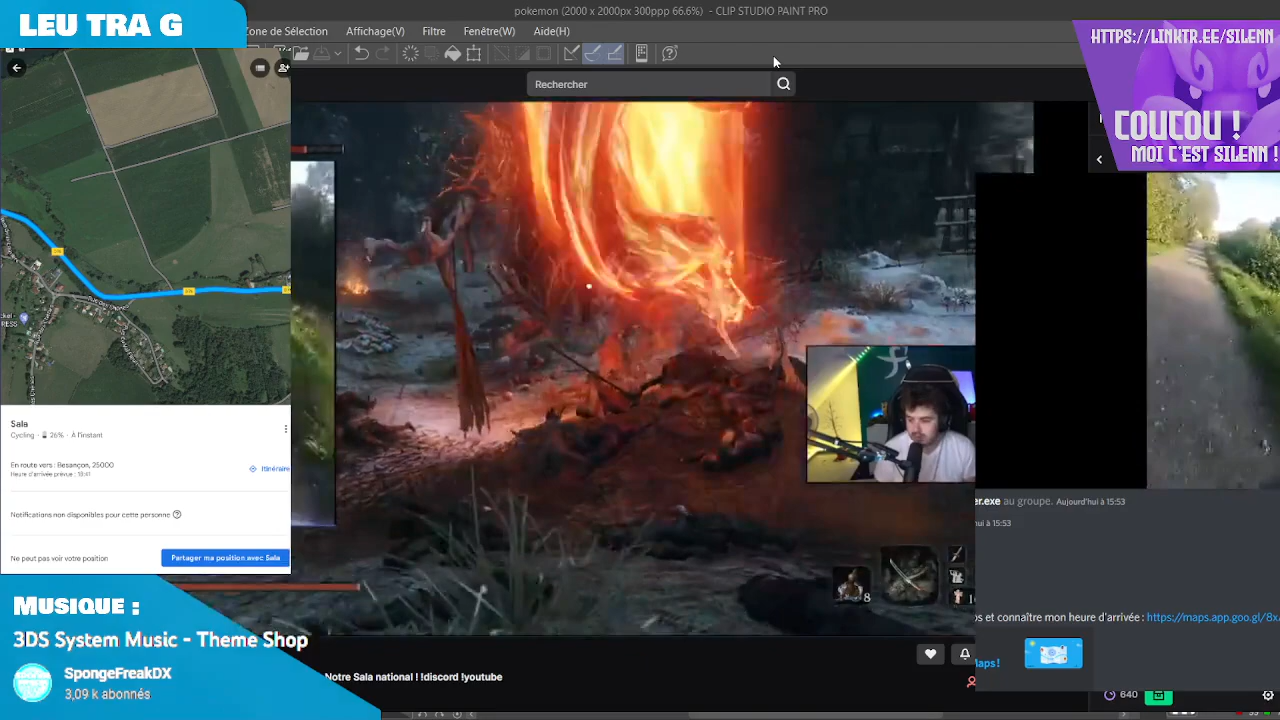 LEU TRA G
pokemon (2000 x 2000px 300ppp 66.6%) - CLIP STUDIO PAINT PRO
one de Sélection Affichage(V) Filtre Fenêtre(W) Aide(H)
Rechercher
HTTPS://LINKTR.EE/SILENN
COUCOU !
MOI C'EST SILENN !
Sala
Cycling · 26% · À l'instant
En route vers : Besançon, 25000
Heure d'arrivée prévue : 18:41
Itinéraire
Notifications non disponibles pour cette personne
Ne peut pas voir votre position
Partager ma position avec Sala
er.exe au groupe. Aujourd'hui à 15:53
hui à 15:53
8
os et connaître mon heure d'arrivée : https://maps.app.goo.gl/8x
Maps!
Musique :
3DS System Music - Theme Shop
SpongeFreakDX
3,09 k abonnés
Notre Sala national ! !discord !youtube
640